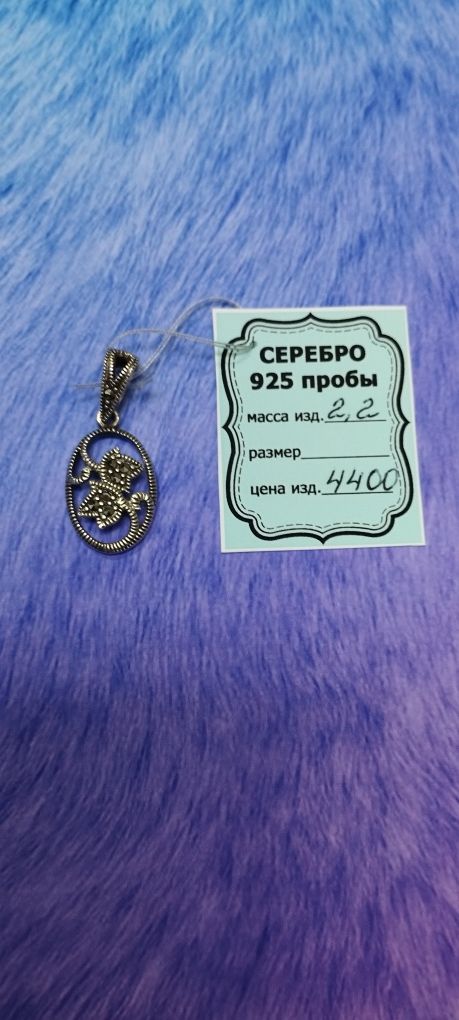 СЕРЕБРО
925 пробы
масса изд. 2,2
размер
цена изд. 4400